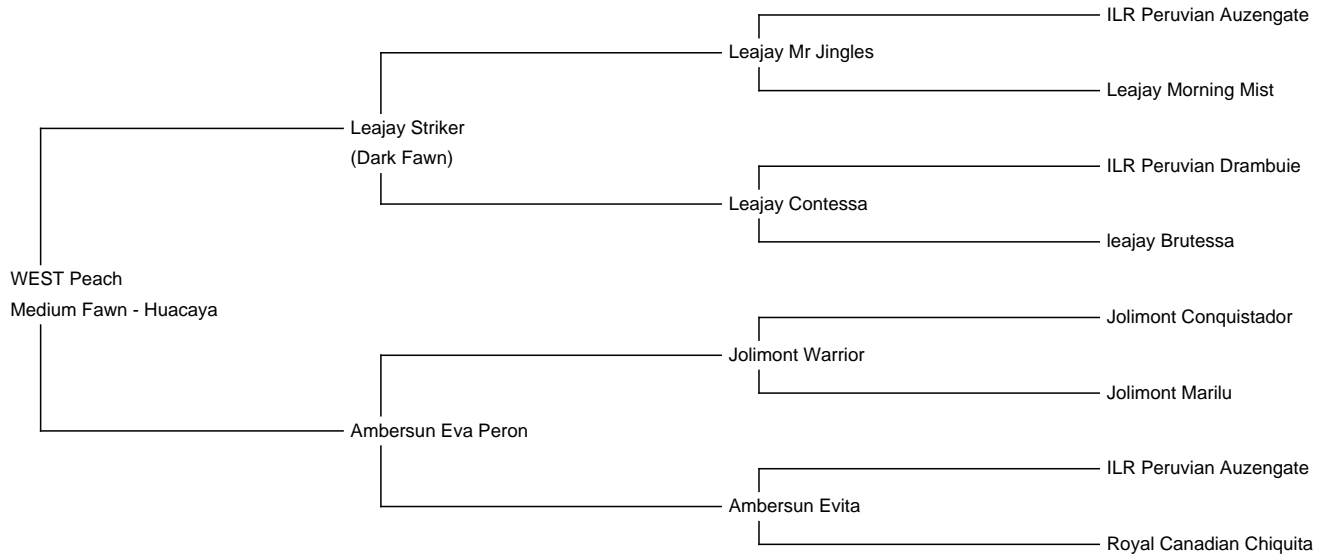 ILR Peruvian Auzengate
Leajay Mr Jingles
Leajay Morning Mist
Leajay Striker
(Dark Fawn)
ILR Peruvian Drambuie
Leajay Contessa
leajay Brutessa
WEST Peach
Medium Fawn - Huacaya
Jolimont Conquistador
Jolimont Warrior
Jolimont Marilu
Ambersun Eva Peron
ILR Peruvian Auzengate
Ambersun Evita
Royal Canadian Chiquita